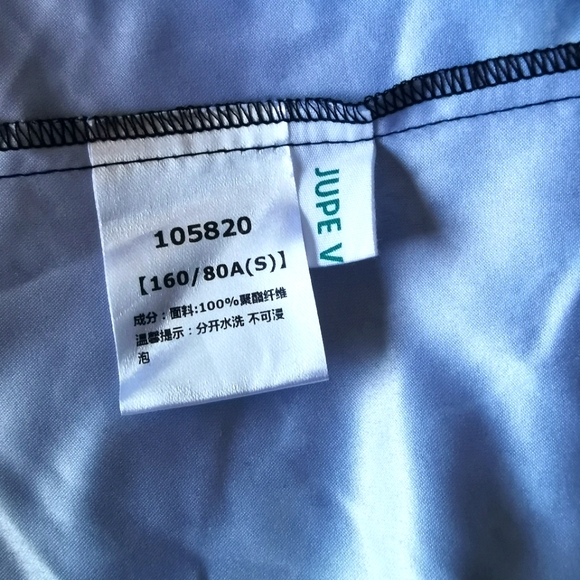 105820
【160/80A(S)】
成分：面料:100%聚酯纤维
温馨提示：分开水洗 不可浸
泡
JUPE V